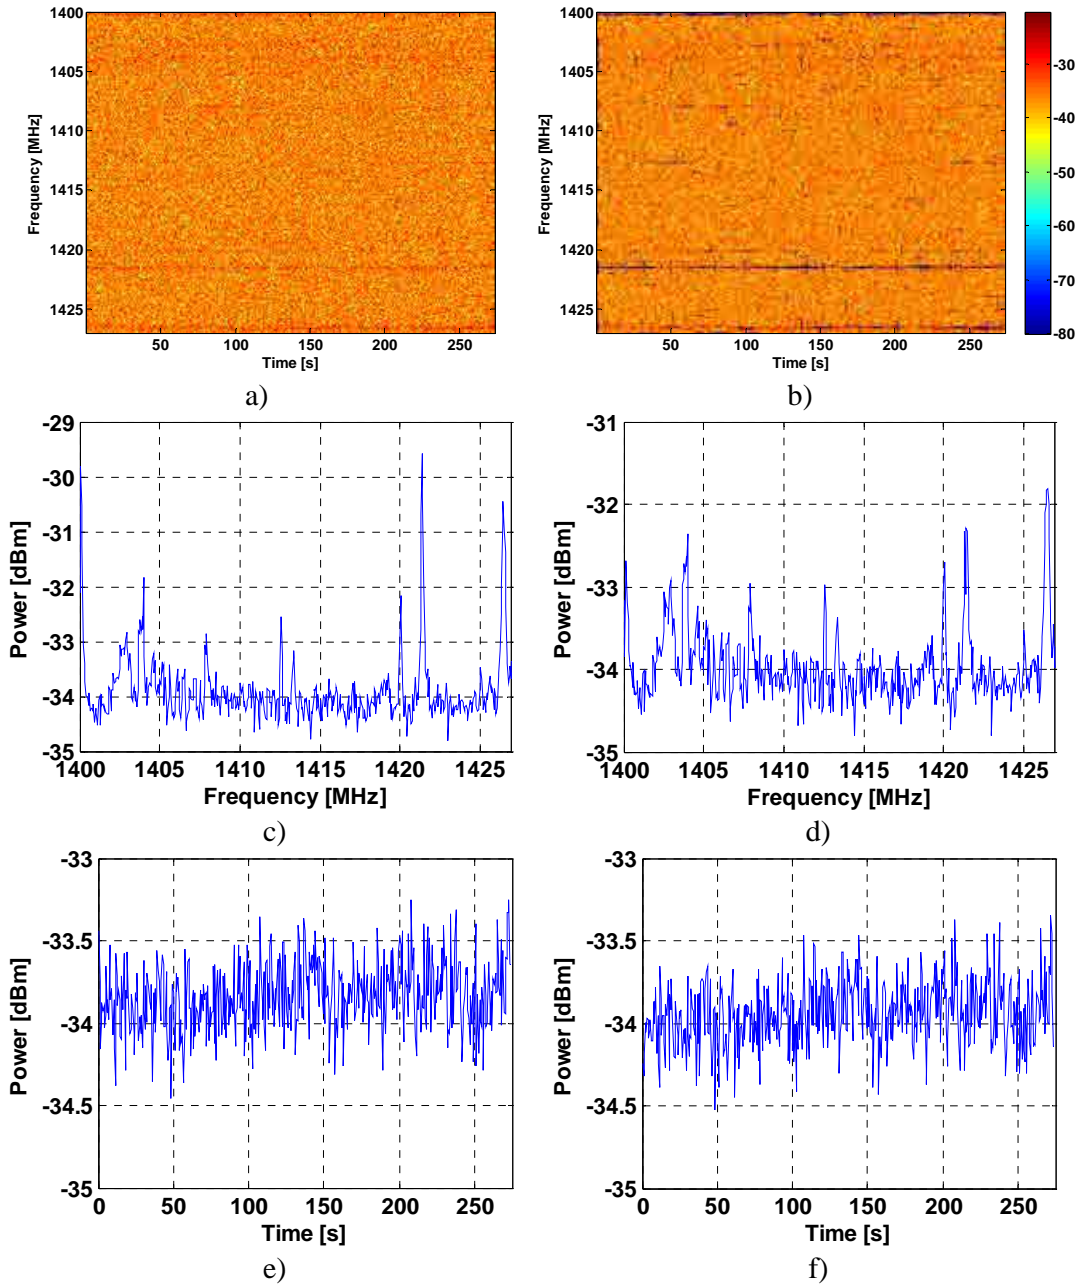 1400
1405
1410
1415
1420
1425
Frequency [MHz]
50 100 150 200 250
Time [s]
a)
1400
1405
1410
1415
1420
1425
Frequency [MHz]
50 100 150 200 250
Time [s]
-30
-40
-50
-60
-70
-80
b)
-29
-30
-31
-32
-33
-34
-35
Power [dBm]
1400 1405 1410 1415 1420 1425
Frequency [MHz]
c)
-31
-32
-33
-34
-35
Power [dBm]
1400 1405 1410 1415 1420 1425
Frequency [MHz]
d)
-33
-33.5
-34
-34.5
-35
Power [dBm]
0 50 100 150 200 250
Time [s]
e)
-33
-33.5
-34
-34.5
-35
Power [dBm]
0 50 100 150 200 250
Time [s]
f)